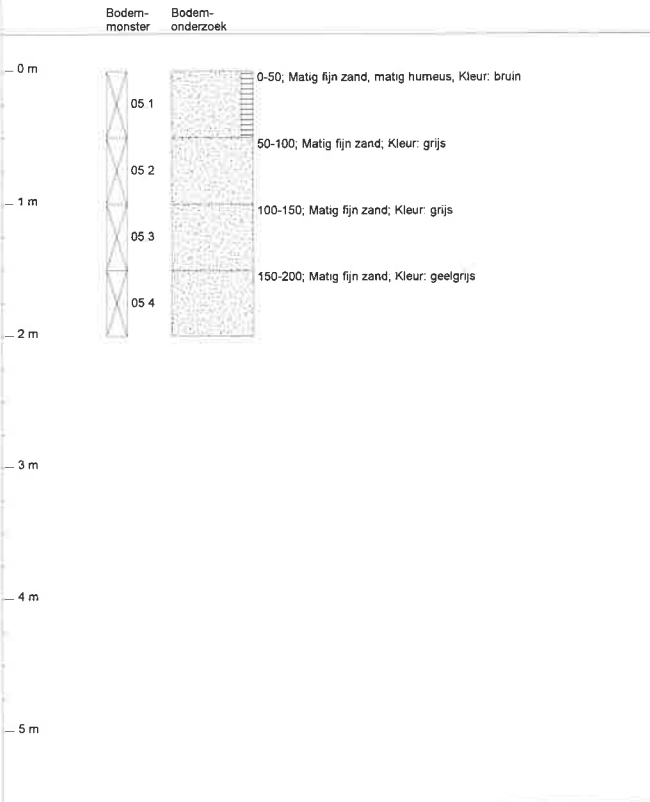 Bodem- Bodem-
monster onderzoek
0 m
0-50; Matig fijn zand, matig humeus, Kleur: bruin
05 1
50-100; Matig fijn zand; Kleur: grijs
05 2
1 m
100-150; Matig fijn zand; Kleur: grijs
05 3
150-200; Matig fijn zand; Kleur: geelgrijs
05 4
2 m
3 m
4 m
5 m